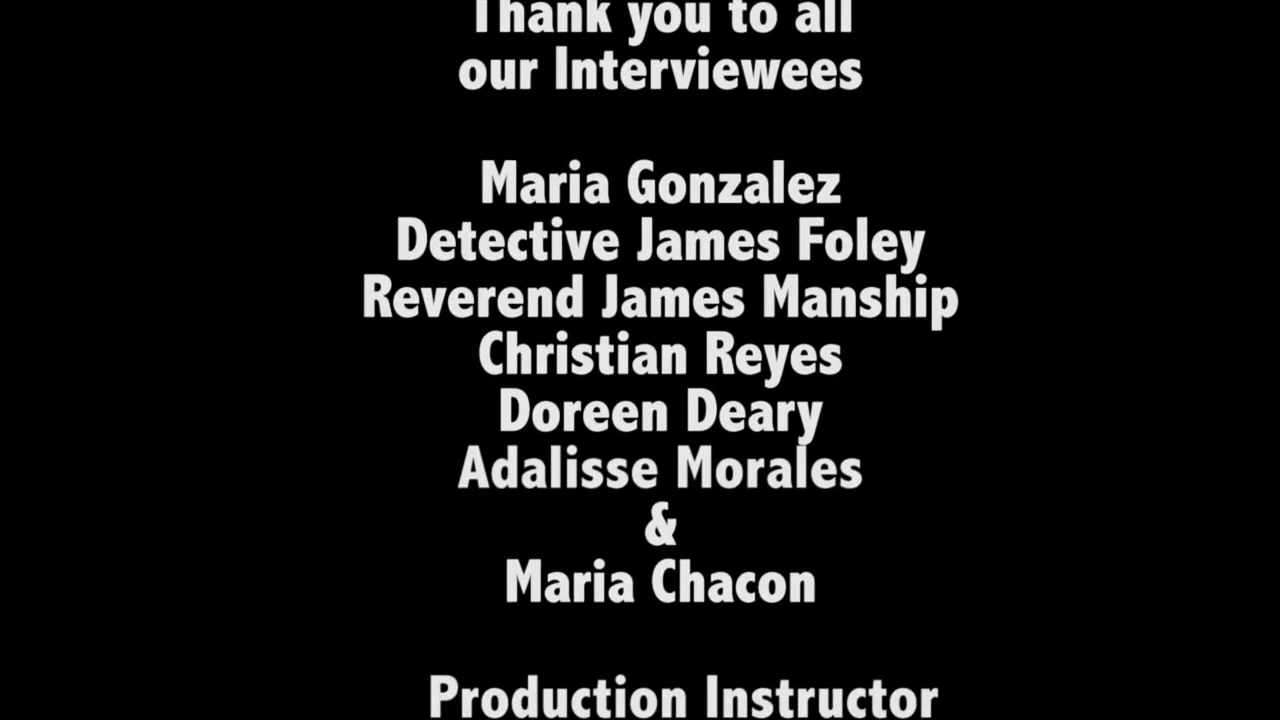 Thank you to all
our Interviewees
Maria Gonzalez
Detective James Foley
Reverend James Manship
Christian Reyes
Doreen Deary
Adalisse Morales
&
Maria Chacon
Production Instructor